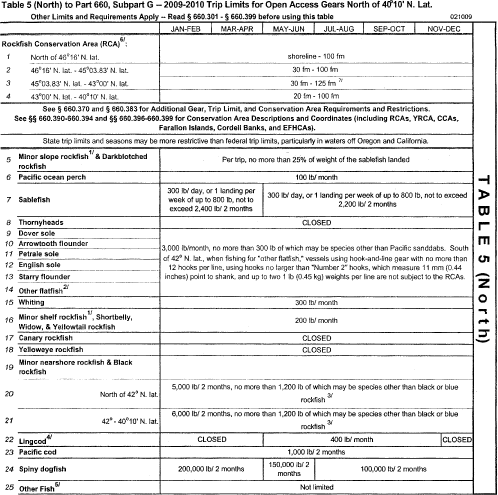 Table 5 (North) to Part 660, Subpart G -- 2009-2010 Trip Limits for Open Access Gears North of 40°10' N. Lat.
Other Limits and Requirements Apply -- Read § 660.301 - § 660.399 before using this table 021009
JAN-FEB MAR-APR MAY-JUN JUL-AUG SEP-OCT NOV-DEC
Rockfish Conservation Area (RCA)6/:
1 North of 46°16' N. lat. shoreline - 100 fm
2 46°16' N. lat. - 45°03.83' N. lat. 30 fm - 100 fm
3 45°03.83' N. lat. - 43°00' N. lat. 30 fm - 125 fm 7/
4 43°00' N. lat. - 40°10' N. lat. 20 fm - 100 fm
See § 660.370 and § 660.383 for Additional Gear, Trip Limit, and Conservation Area Requirements and Restrictions.
See §§ 660.390-660.394 and §§ 660.396-660.399 for Conservation Area Descriptions and Coordinates (including RCAs, YRCA, CCAs,
Farallon Islands, Cordell Banks, and EFHCAs).
State trip limits and seasons may be more restrictive than federal trip limits, particularly in waters off Oregon and California.
5 Minor slope rockfish1/ & Darkblotched
rockfish
Per trip, no more than 25% of weight of the sablefish landed
6 Pacific ocean perch 100 lb/ month
7 Sablefish
300 lb/ day, or 1 landing per
week of up to 800 lb, not to
exceed 2,400 lb/ 2 months
300 lb/ day, or 1 landing per week of up to 800 lb, not to exceed
2,200 lb/ 2 months
8 Thornyheads CLOSED
9 Dover sole
10 Arrowtooth flounder
11 Petrale sole
12 English sole
13 Starry flounder
14 Other flatfish2/
3,000 lb/month, no more than 300 lb of which may be species other than Pacific sanddabs. South
of 42° N. lat., when fishing for "other flatfish," vessels using hook-and-line gear with no more than
12 hooks per line, using hooks no larger than "Number 2" hooks, which measure 11 mm (0.44
inches) point to shank, and up to two 1 lb (0.45 kg) weights per line are not subject to the RCAs.
15 Whiting 300 lb/ month
16 Minor shelf rockfish1/, Shortbelly,
Widow, & Yellowtail rockfish
200 lb/ month
17 Canary rockfish CLOSED
18 Yelloweye rockfish CLOSED
19 Minor nearshore rockfish & Black
rockfish
20 North of 42° N. lat.
5,000 lb/ 2 months, no more than 1,200 lb of which may be species other than black or blue
rockfish 3/
21 42° - 40°10' N. lat.
6,000 lb/ 2 months, no more than 1,200 lb of which may be species other than black or blue
rockfish 3/
22 Lingcod4/ CLOSED 400 lb/ month CLOSED
23 Pacific cod 1,000 lb/ 2 months
24 Spiny dogfish 200,000 lb/ 2 months
150,000 lb/ 2
months
100,000 lb/ 2 months
25 Other Fish5/ Not limited
TABLE 5 (North)